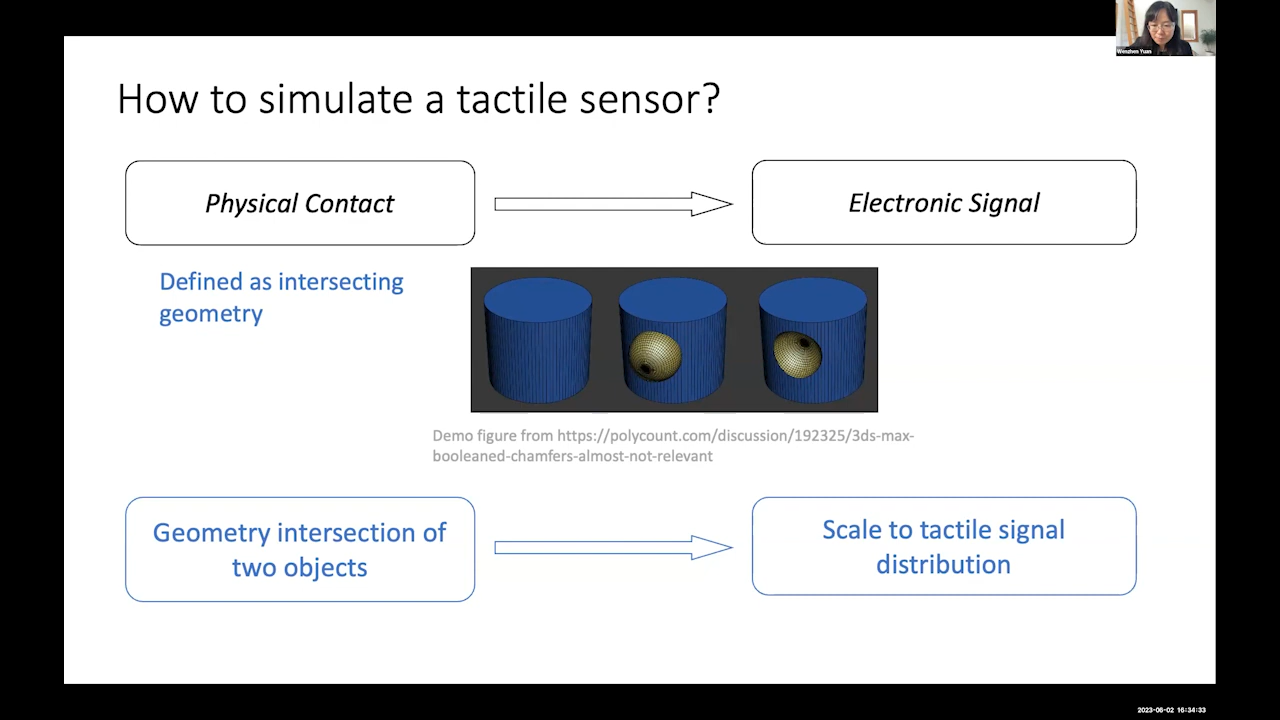 Wenzhen Yuan
How to simulate a tactile sensor?
Physical Contact
Electronic Signal
Defined as intersecting
geometry
Demo figure from https://polycount.com/discussion/192325/3ds-max-
booleaned-chamfers-almost-not-relevant
Geometry intersection of
two objects
Scale to tactile signal
distribution
2023-06-02 16:34:33